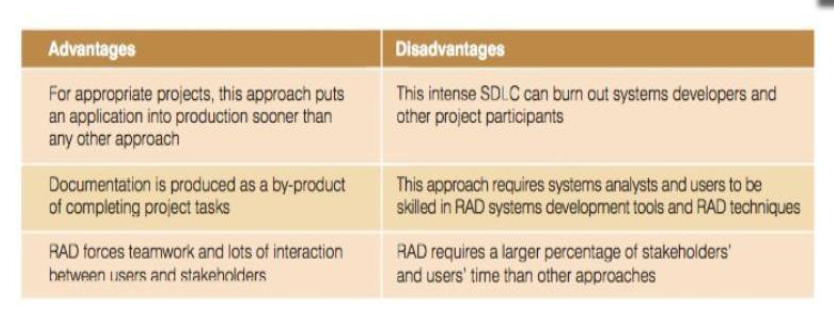 Advantages
Disadvantages
For appropriate projects, this approach puts
an application into production sooner than
any other approach
This intense SDLC can burn out systems developers and
other project participants
Documentation is produced as a by-product
of completing project tasks
This approach requires systems analysts and users to be
skilled in RAD systems development tools and RAD techniques
RAD forces teamwork and lots of interaction
between users and stakeholders
RAD requires a larger percentage of stakeholders'
and users' time than other approaches